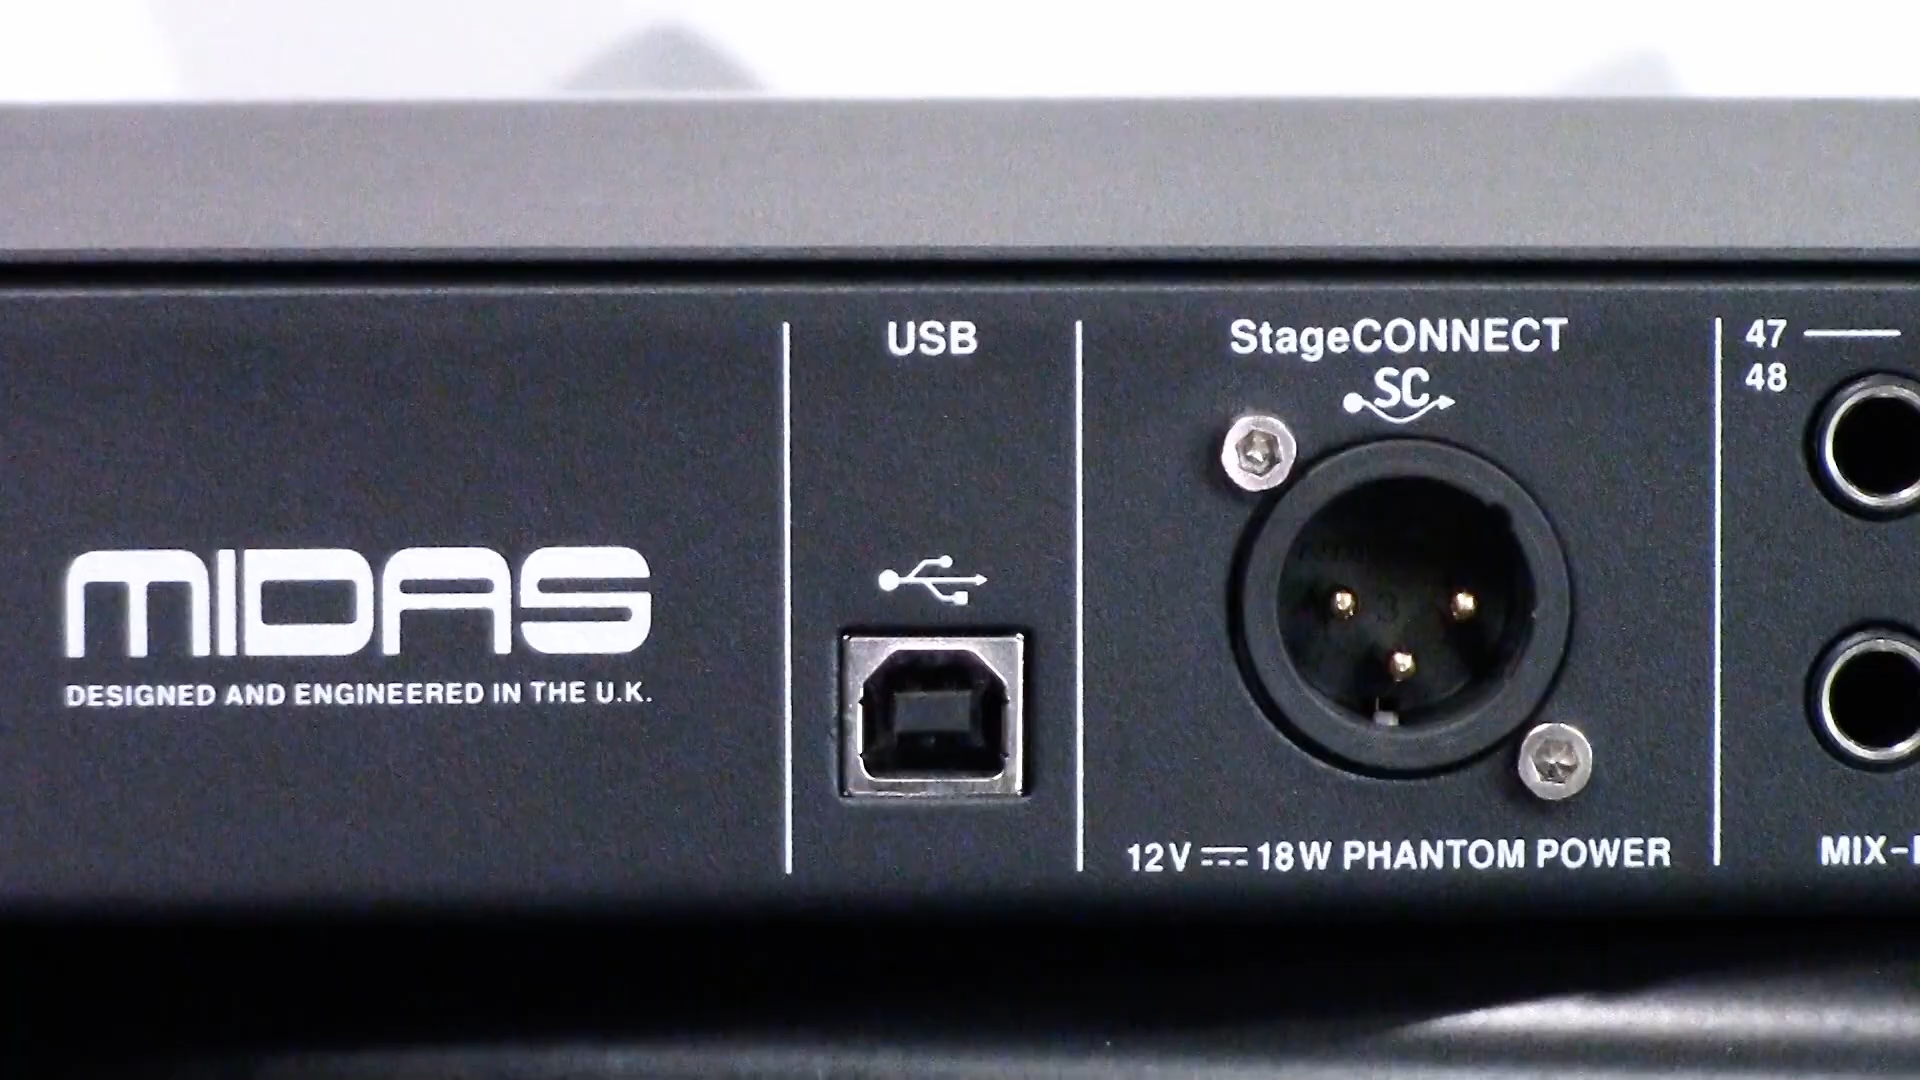 USB
StageCONNECT
SC
47
48
MIDAS
DESIGNED AND ENGINEERED IN THE U.K.
12V 18W PHANTOM POWER